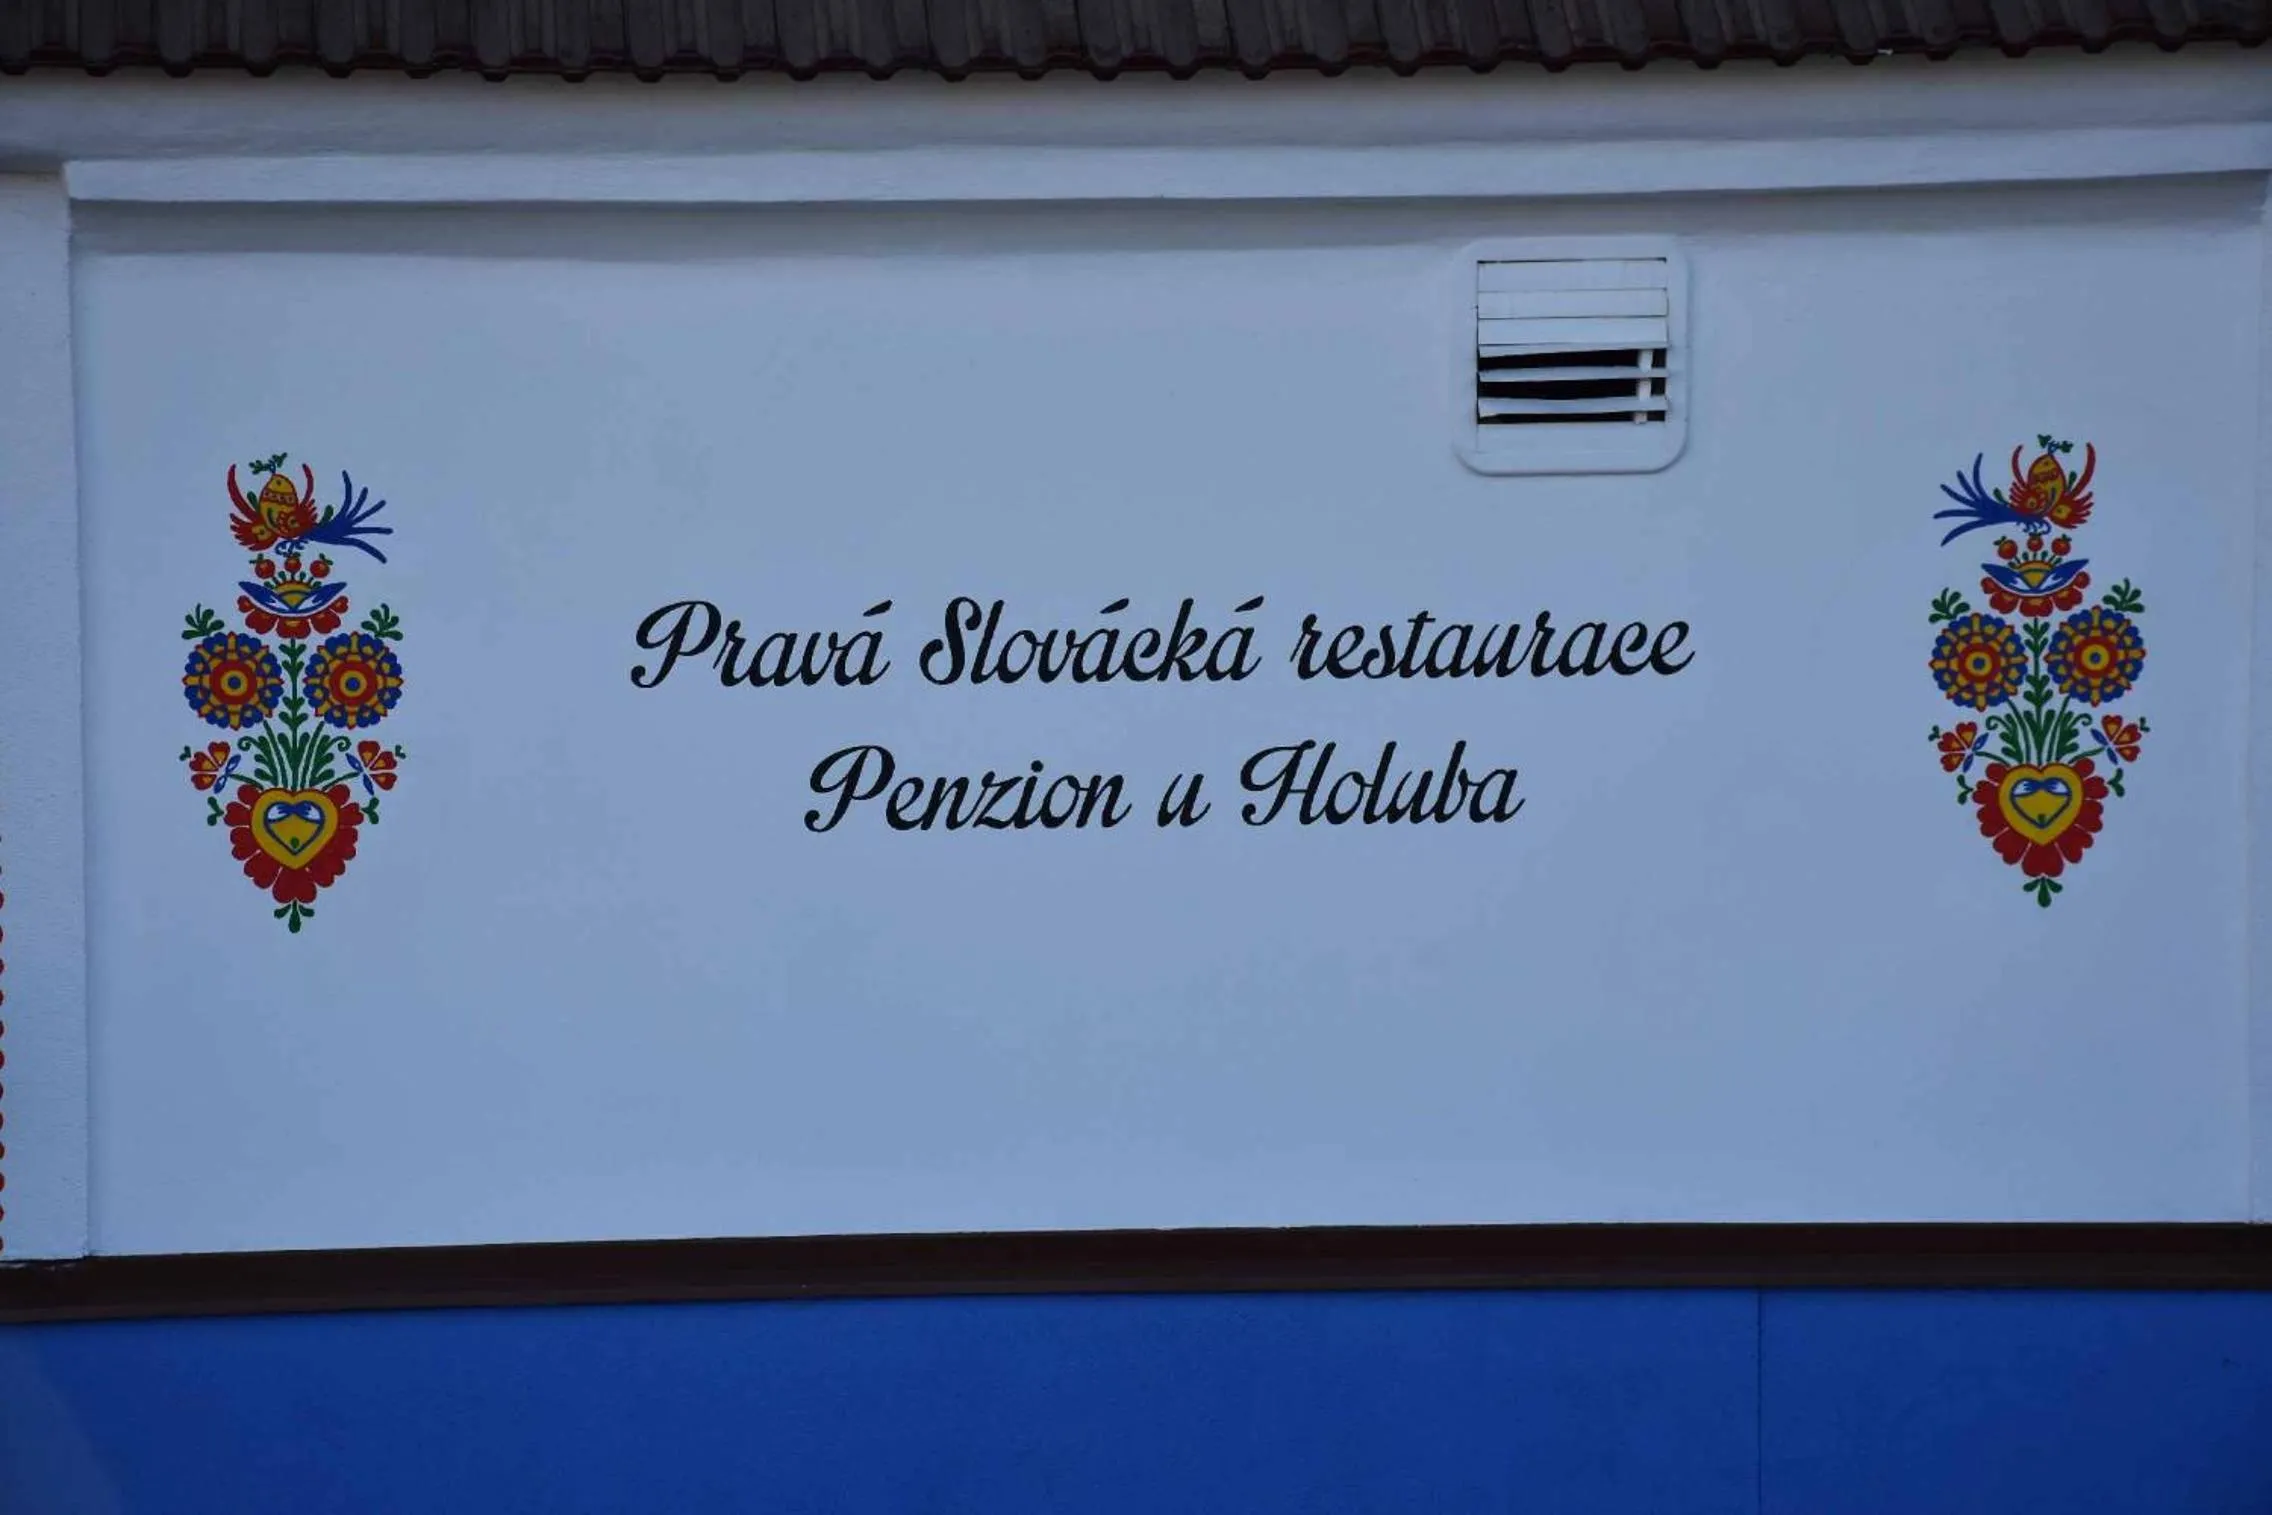 Pravá Slovácká restaurace
Penzion u Holuba